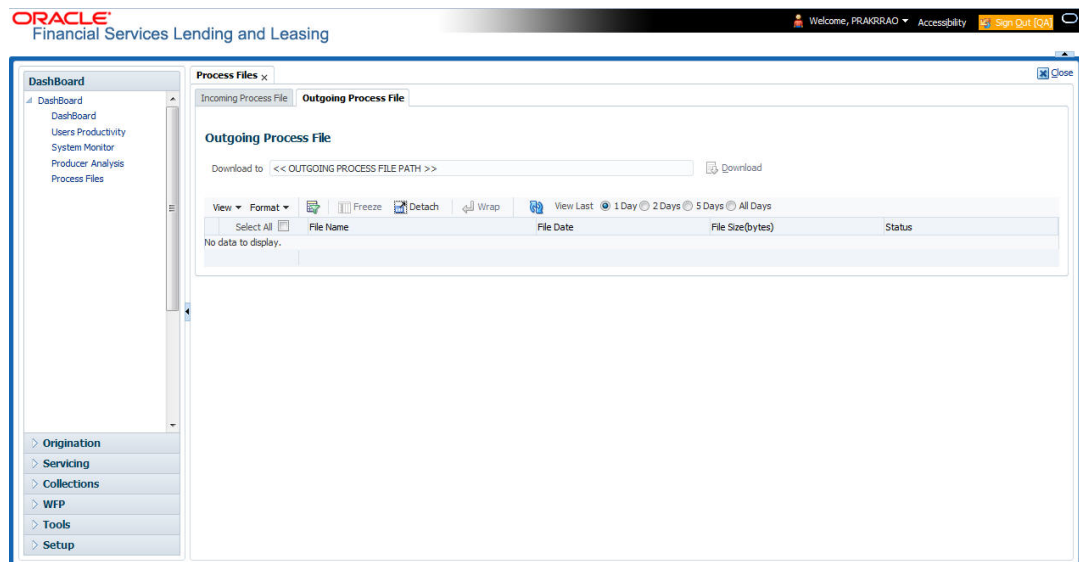 ORACLE®
Financial Services Lending and Leasing
Welcome, PRAKRRAO Accessibility Sign Out [QA]
Close
DashBoard
DashBoard
DashBoard
Users Productivity
System Monitor
Producer Analysis
Process Files
Origination
Servicing
Collections
WFP
Tools
Setup
Process Files x
Incoming Process File Outgoing Process File
Outgoing Process File
Download to << OUTGOING PROCESS FILE PATH >> Download
View Format Freeze Detach Wrap View Last 1 Day 2 Days 5 Days All Days
Select All File Name File Date File Size(bytes) Status
No data to display.